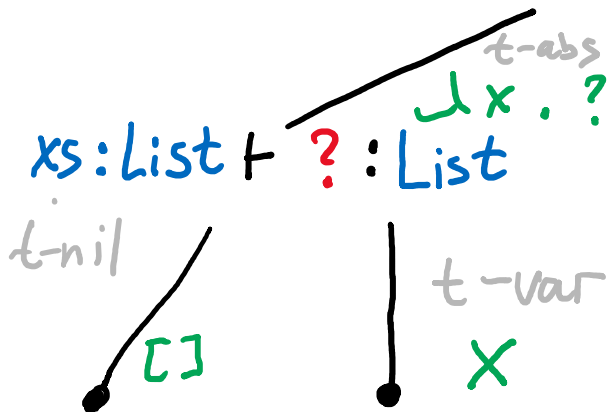 t-abs
λx. ?
xs:List ⊢ ? : List
t-nil
t-var
[]
x